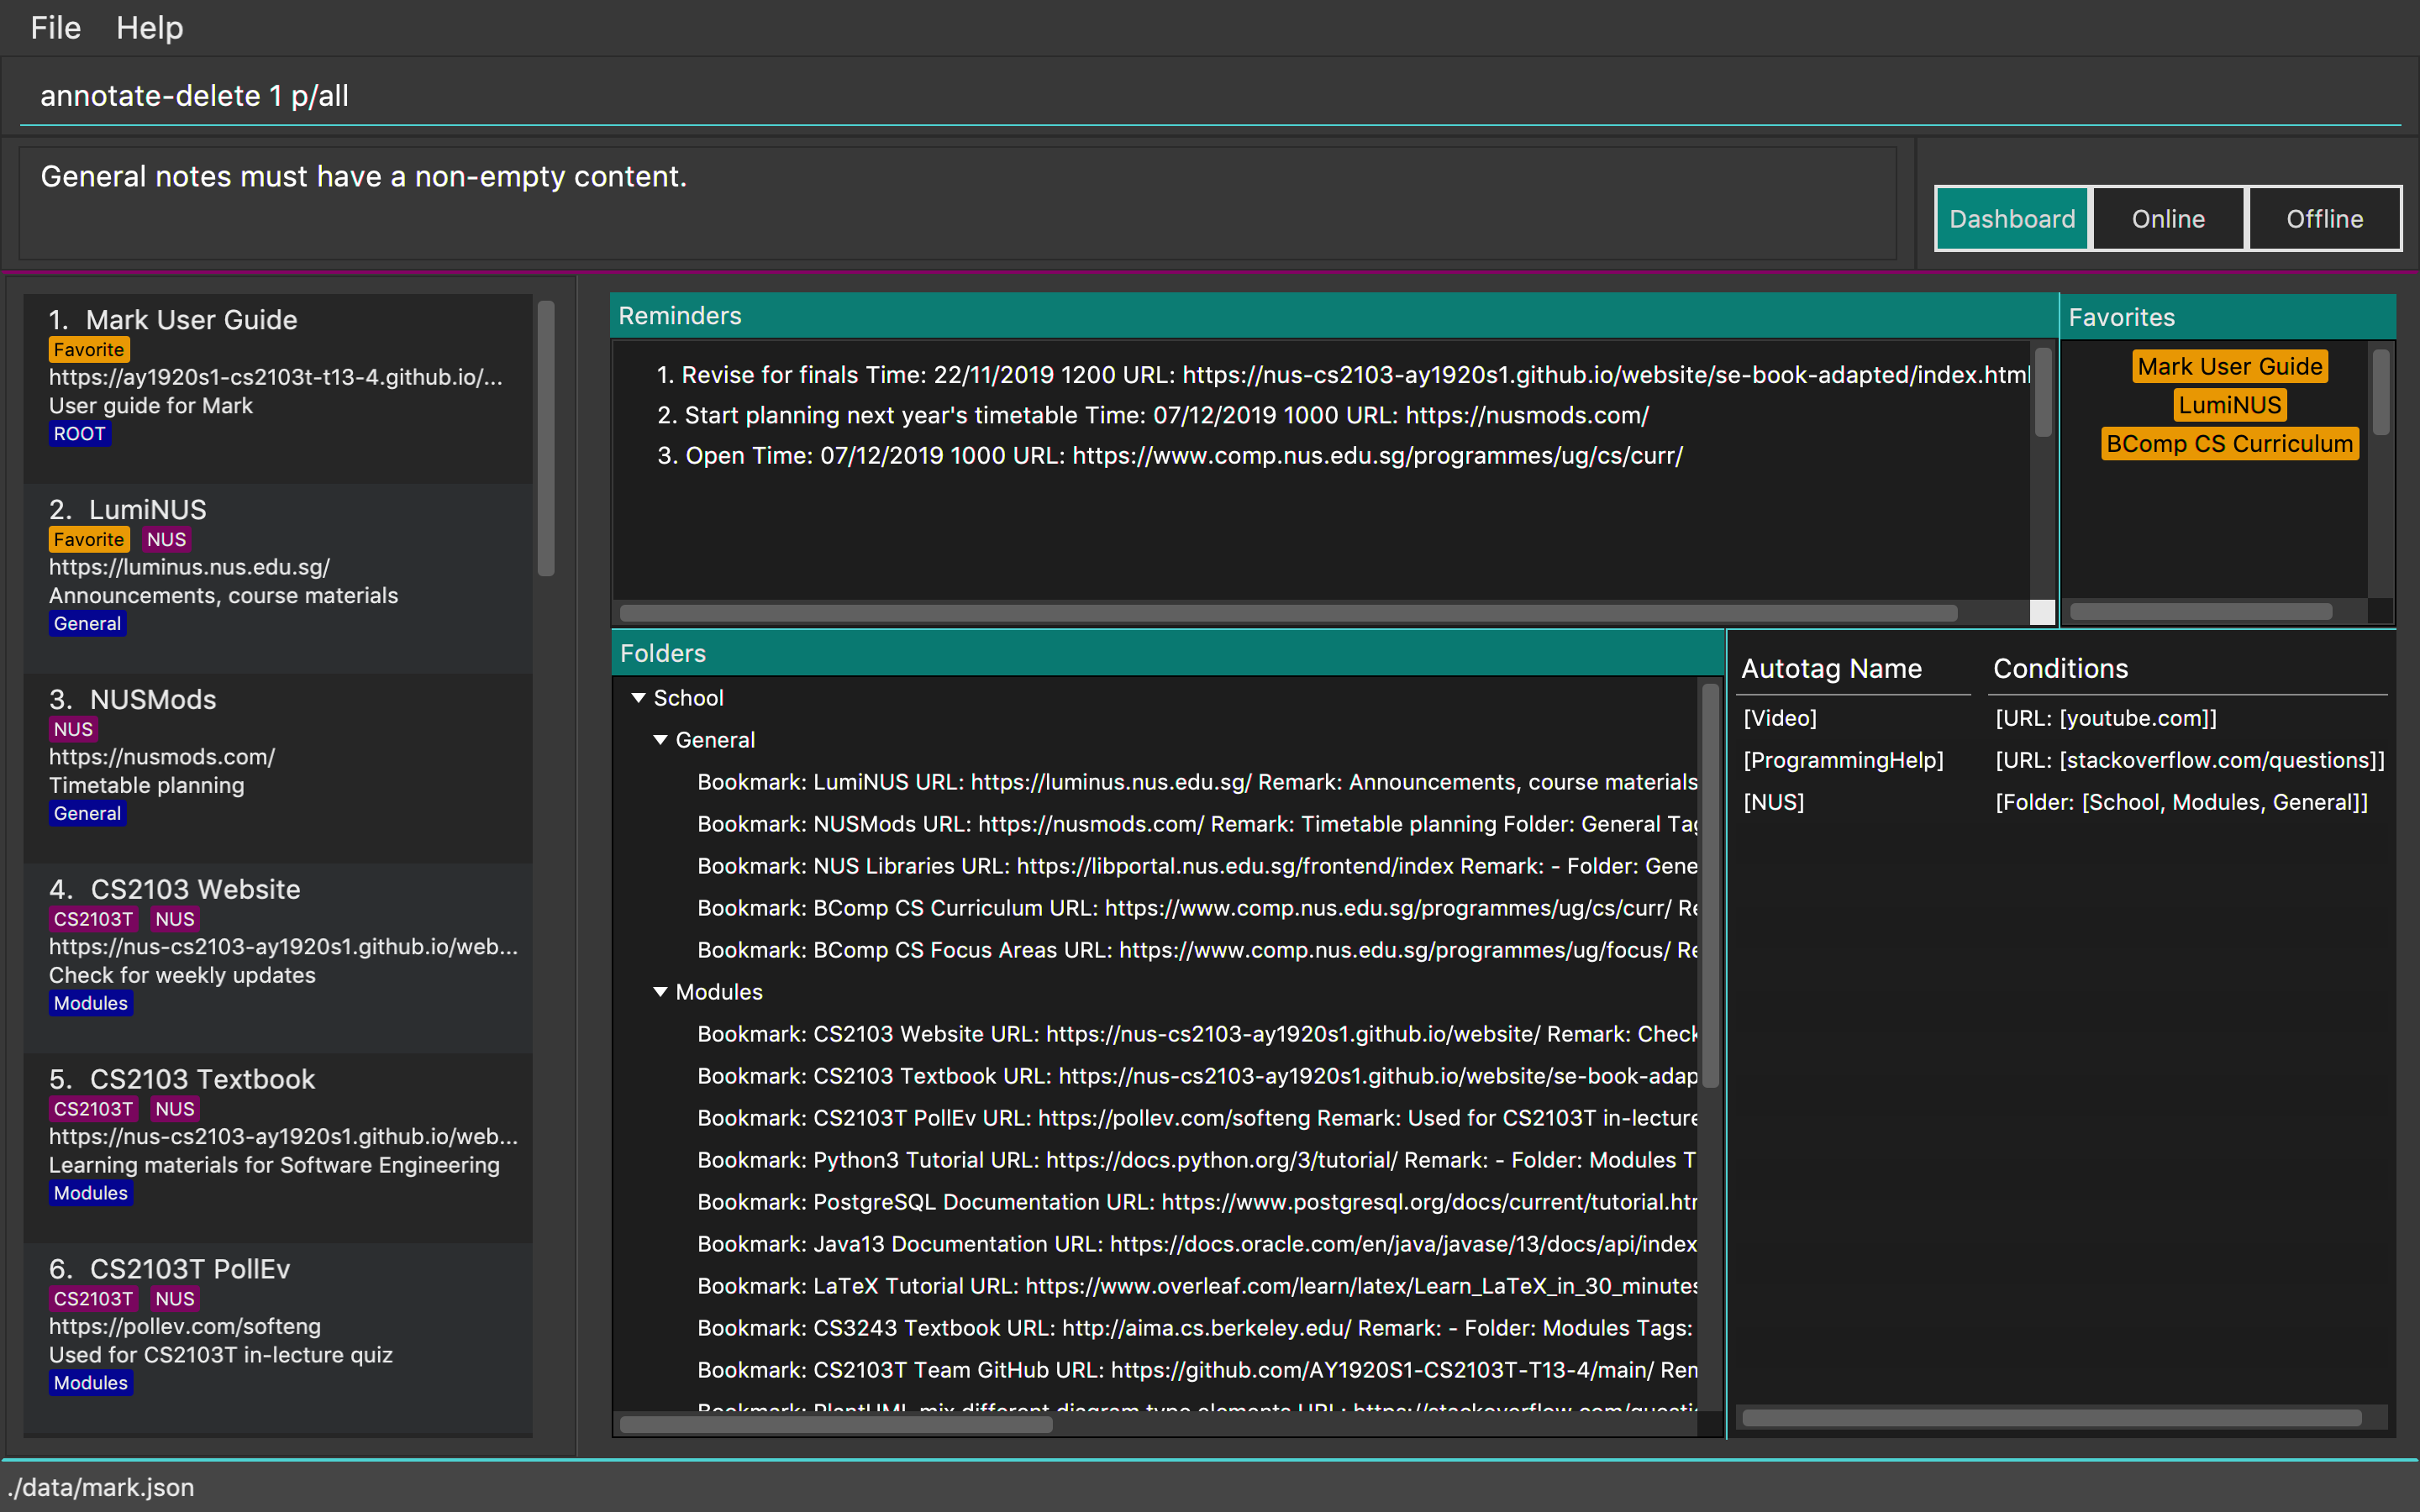 File Help
annotate-delete 1 p/all
General notes must have a non-empty content.
Dashboard Online Offline
1. Mark User Guide
Favorite
https://ay1920s1-cs2103t-t13-4.github.io/...
User guide for Mark
ROOT
2. LumiNUS
Favorite NUS
https://luminus.nus.edu.sg/
Announcements, course materials
General
3. NUSMods
NUS
https://nusmods.com/
Timetable planning
General
4. CS2103 Website
CS2103T NUS
https://nus-cs2103-ay1920s1.github.io/web...
Check for weekly updates
Modules
5. CS2103 Textbook
CS2103T NUS
https://nus-cs2103-ay1920s1.github.io/web...
Learning materials for Software Engineering
Modules
6. CS2103T PollEv
CS2103T NUS
https://pollev.com/softeng
Used for CS2103T in-lecture quiz
Modules
Reminders
1. Revise for finals Time: 22/11/2019 1200 URL: https://nus-cs2103-ay1920s1.github.io/website/se-book-adapted/index.html
2. Start planning next year's timetable Time: 07/12/2019 1000 URL: https://nusmods.com/
3. Open Time: 07/12/2019 1000 URL: https://www.comp.nus.edu.sg/programmes/ug/cs/curr/
Favorites
Mark User Guide
LumiNUS
BComp CS Curriculum
Folders
School
General
Bookmark: LumiNUS URL: https://luminus.nus.edu.sg/ Remark: Announcements, course materials
Bookmark: NUSMods URL: https://nusmods.com/ Remark: Timetable planning Folder: General Tag
Bookmark: NUS Libraries URL: https://libportal.nus.edu.sg/frontend/index Remark: - Folder: Gene
Bookmark: BComp CS Curriculum URL: https://www.comp.nus.edu.sg/programmes/ug/cs/curr/ Re
Bookmark: BComp CS Focus Areas URL: https://www.comp.nus.edu.sg/programmes/ug/focus/ Re
Modules
Bookmark: CS2103 Website URL: https://nus-cs2103-ay1920s1.github.io/website/ Remark: Check
Bookmark: CS2103 Textbook URL: https://nus-cs2103-ay1920s1.github.io/website/se-book-adap
Bookmark: CS2103T PollEv URL: https://pollev.com/softeng Remark: Used for CS2103T in-lecture
Bookmark: Python3 Tutorial URL: https://docs.python.org/3/tutorial/ Remark: - Folder: Modules T
Bookmark: PostgreSQL Documentation URL: https://www.postgresql.org/docs/current/tutorial.htr
Bookmark: Java13 Documentation URL: https://docs.oracle.com/en/java/javase/13/docs/api/index
Bookmark: LaTeX Tutorial URL: https://www.overleaf.com/learn/latex/Learn_LaTeX_in_30_minutes
Bookmark: CS3243 Textbook URL: http://aima.cs.berkeley.edu/ Remark: - Folder: Modules Tags:
Bookmark: CS2103T Team GitHub URL: https://github.com/AY1920S1-CS2103T-T13-4/main/ Rem
Bookmark: PlantUML mix different diagram type elements URL: https://stackoverflow.com/questi
Autotag Name Conditions
[Video] [URL: [youtube.com]]
[ProgrammingHelp] [URL: [stackoverflow.com/questions]]
[NUS] [Folder: [School, Modules, General]]
./data/mark.json